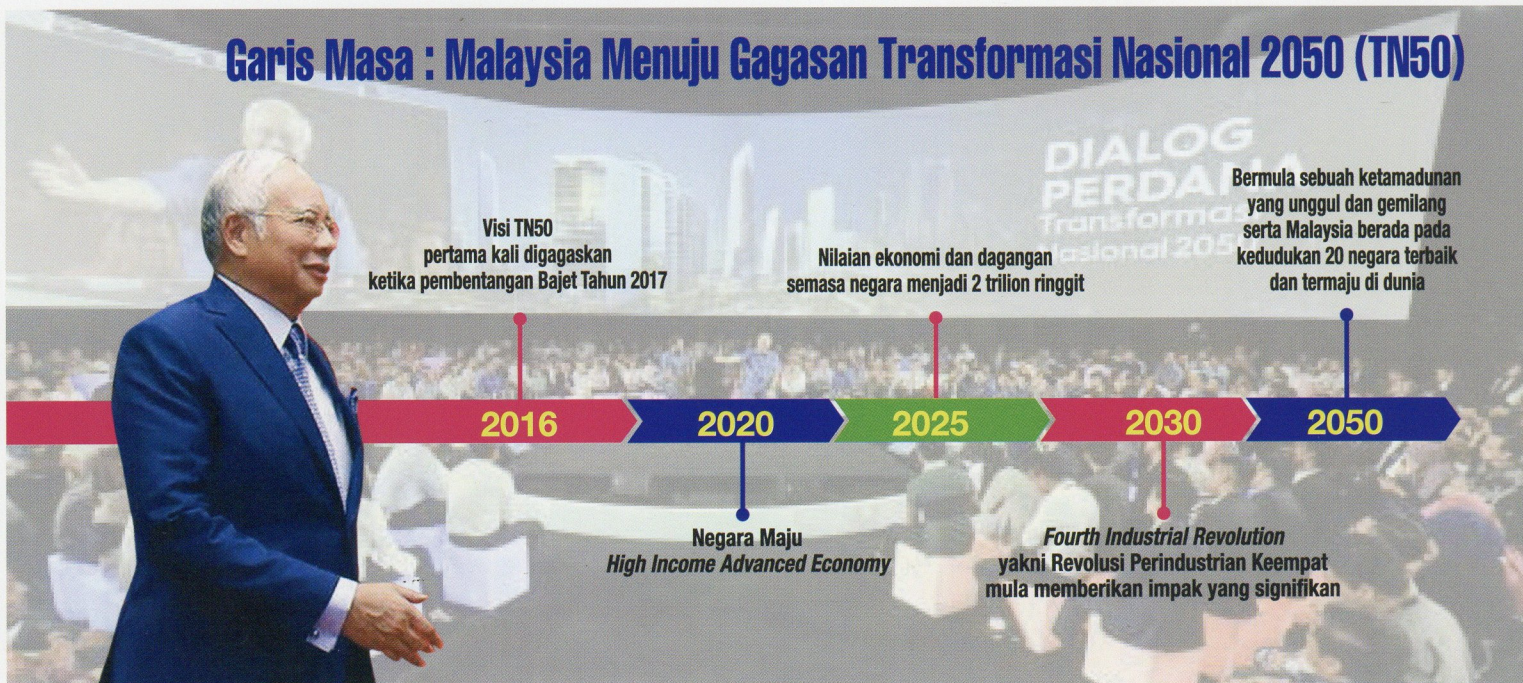 Garis Masa : Malaysia Menuju Gagasan Transformasi Nasional 2050 (TN50)
DIALOG
PERDANA
Transformasi
Nasional 2050
Visi TN50
pertama kali digagaskan
ketika pembentangan Bajet Tahun 2017
Nilaian ekonomi dan dagangan
semasa negara menjadi 2 trilion ringgit
Bermula sebuah ketamadunan
yang unggul dan gemilang
serta Malaysia berada pada
kedudukan 20 negara terbaik
dan termaju di dunia
2016
2020
2025
2030
2050
Negara Maju
High Income Advanced Economy
Fourth Industrial Revolution
yakni Revolusi Perindustrian Keempat
mula memberikan impak yang signifikan